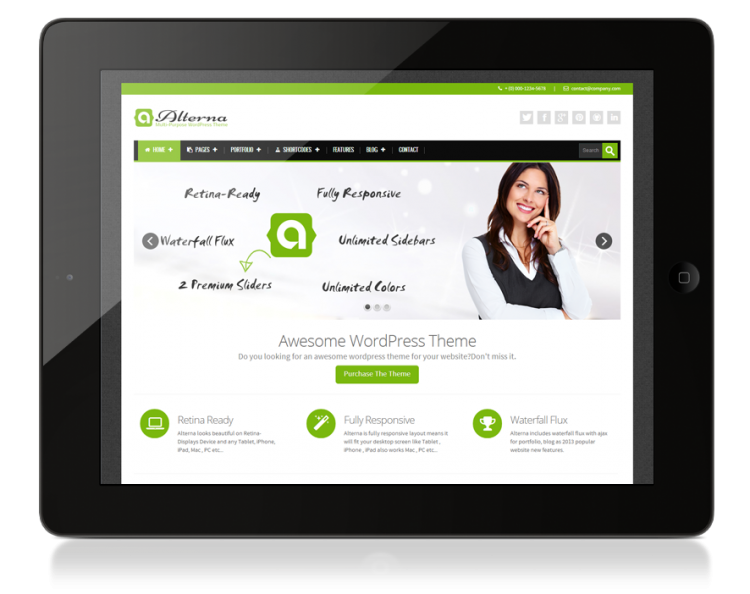 + (0) 800-1234-5678 | contact@company.com
a Alterna
Multi-Purpose WordPress Theme
HOME + PAGES + PORTFOLIO + SHORTCODES + FEATURES BLOG + CONTACT Search
Retina-Ready Fully Responsive
Waterfall Flux a Unlimited Sidebars
2 Premium Sliders Unlimited Colors
Awesome WordPress Theme
Do you looking for an awesome wordpress theme for your website?Don't miss it.
Purchase The Theme
Retina Ready
Alterna looks beautiful on Retina-
Displays Device and any Tablet, iPhone,
iPad, Mac, PC etc...
Fully Responsive
Alterna is fully responsive layout means it
will fit your desktop screen like Tablet ,
iPhone , iPad also works Mac , PC etc...
Waterfall Flux
Alterna includes waterfall flux with ajax
for portfolio, blog as 2013 popular
website new features.